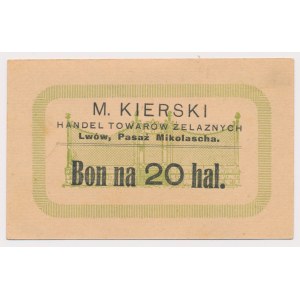 M. KIERSKI
HANDEL TOWARÓW ŻELAZNYCH
Lwów, Pasaż Mikolascha.
Bon na 20 hal.